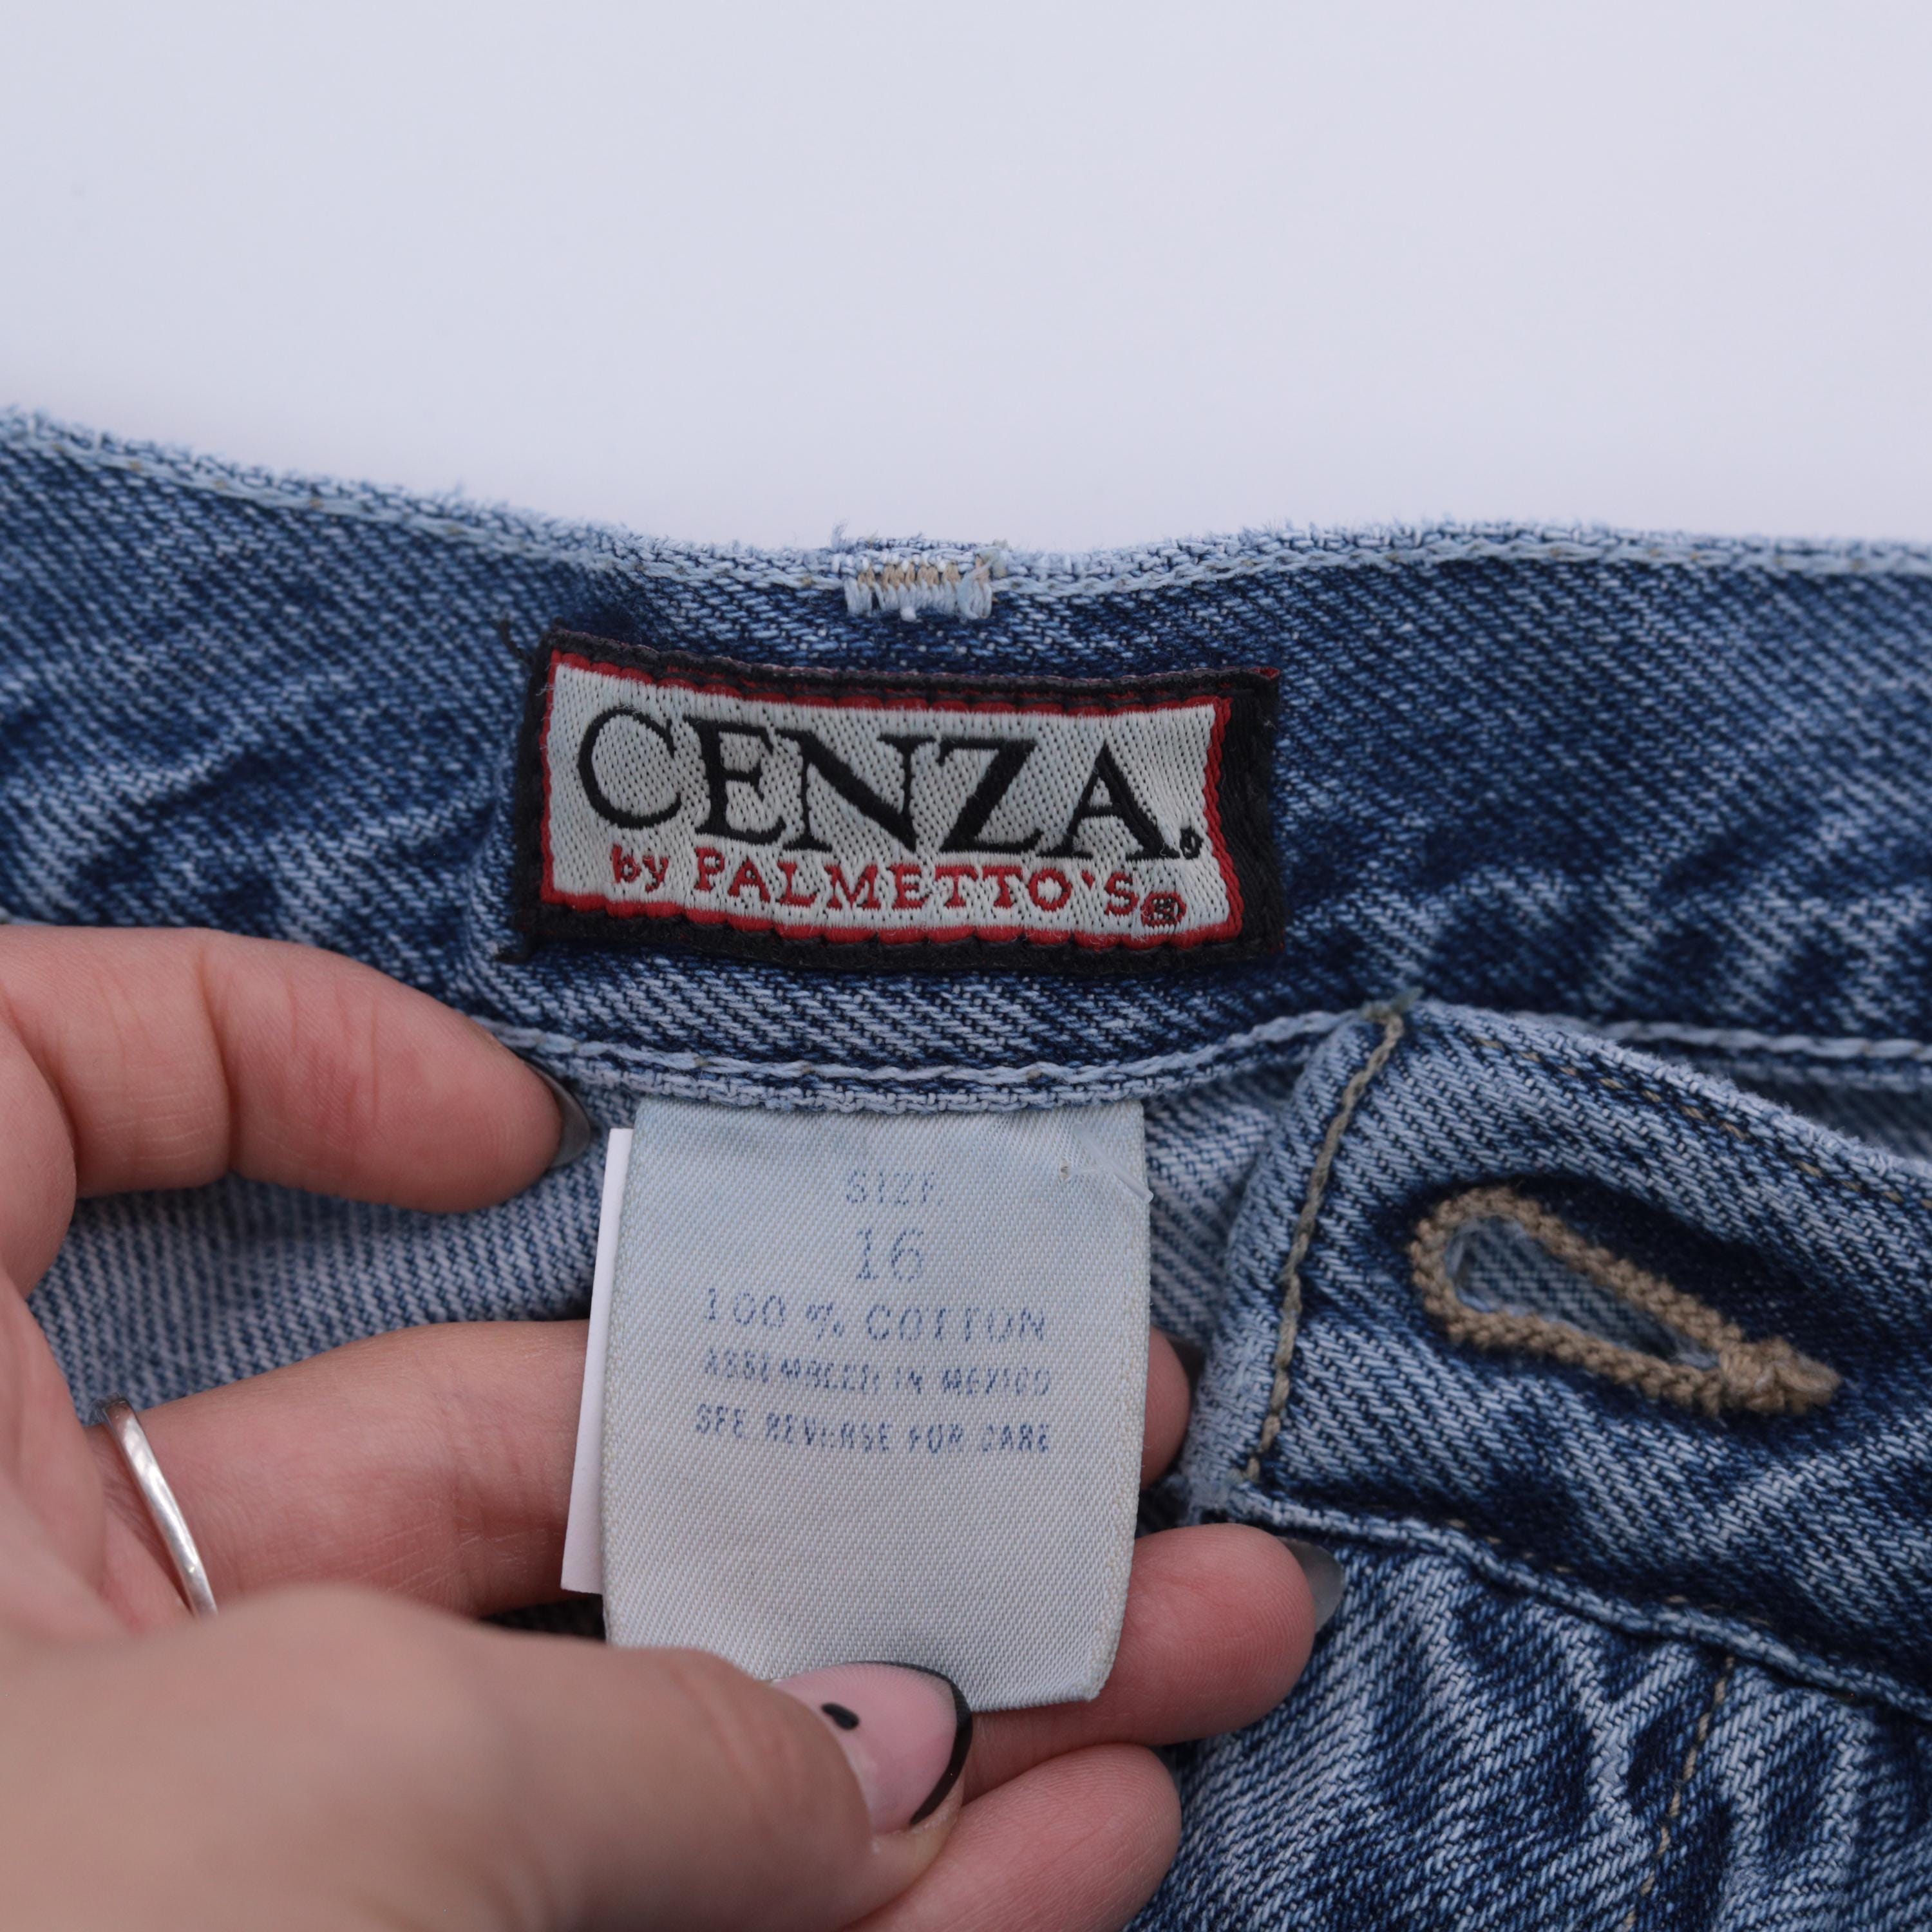 CENZA.
by PALMETTO'S®
SIZE
16
100 % COTTON
ASSEMBLED IN MEXICO
SEE REVERSE FOR CARE